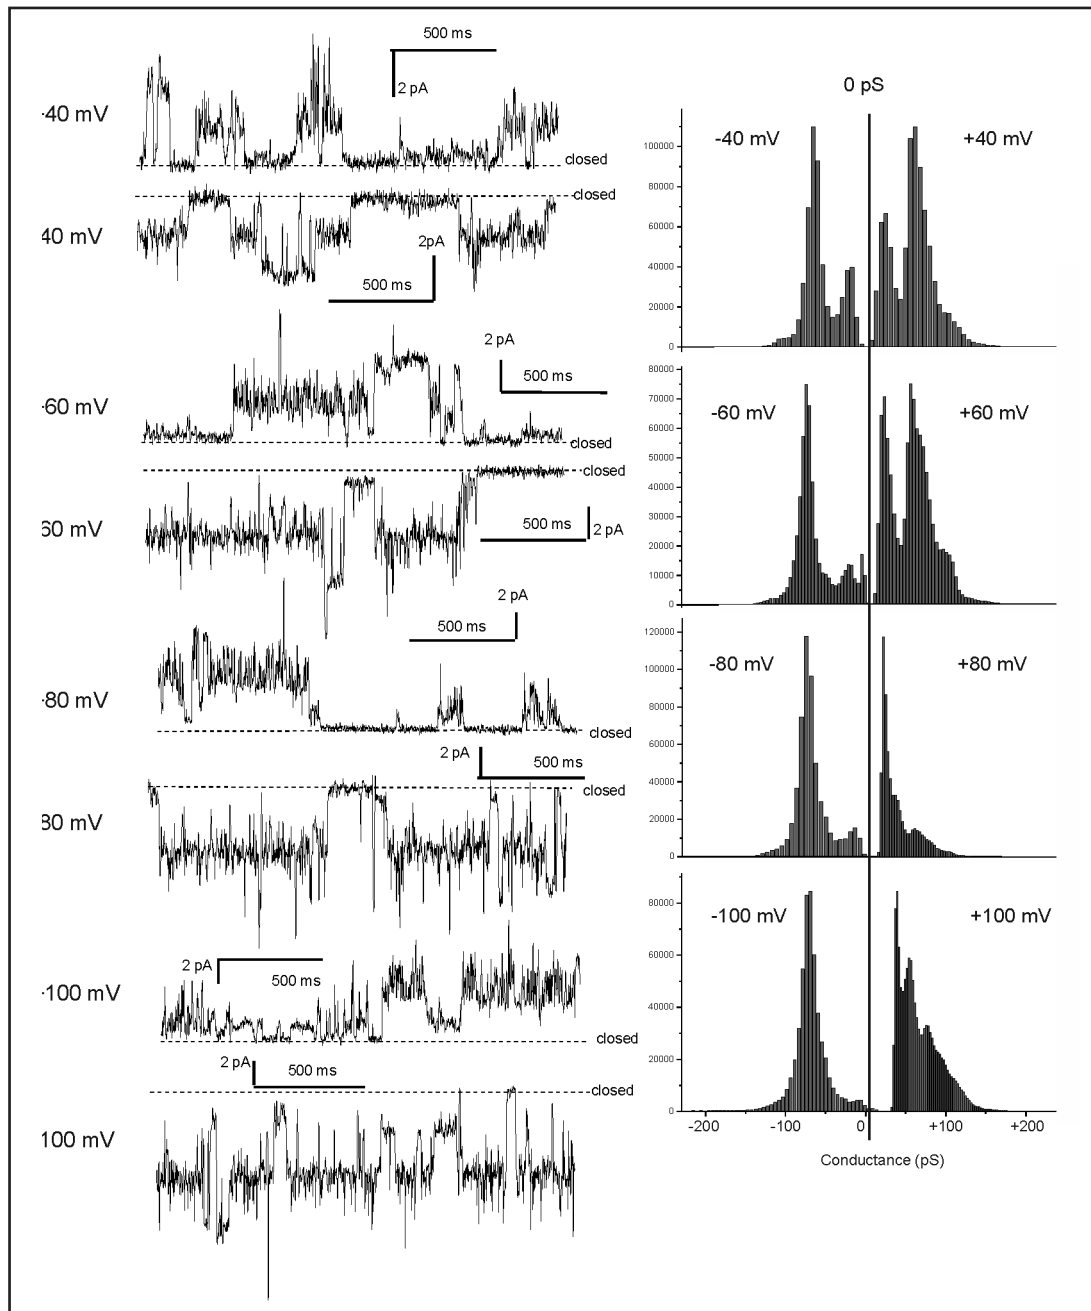 500 ms
2 pA
-40 mV
closed
closed
40 mV
2pA
500 ms
2 pA
500 ms
-60 mV
closed
closed
500 ms
2 pA
60 mV
2 pA
500 ms
-80 mV
closed
2 pA
500 ms
closed
80 mV
2 pA
500 ms
-100 mV
closed
2 pA
500 ms
closed
100 mV
0 pS
-40 mV
+40 mV
100000
80000
60000
40000
20000
0
-60 mV
+60 mV
80000
70000
60000
50000
40000
30000
20000
10000
0
-80 mV
+80 mV
120000
100000
80000
60000
40000
20000
0
-100 mV
+100 mV
80000
60000
40000
20000
0
-200
-100
0
+100
+200
Conductance (pS)